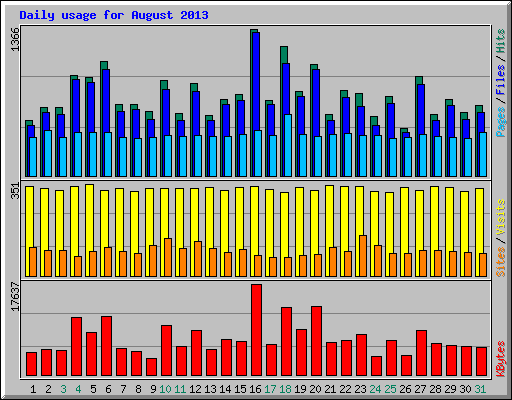 Daily usage for August 2013
1366
Pages / Files / Hits
351
Sites / Visits
17637
KBytes
1 2 3 4 5 6 7 8 9 10 11 12 13 14 15 16 17 18 19 20 21 22 23 24 25 26 27 28 29 30 31